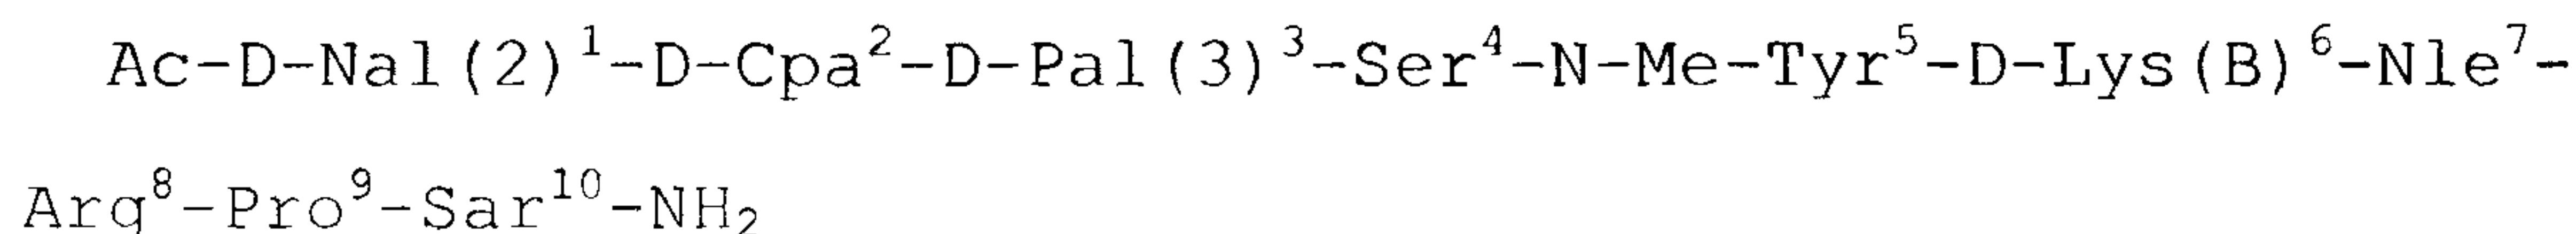 Ac-D-Nal(2)¹-D-Cpa²-D-Pal(3)³-Ser⁴-N-Me-Tyr⁵-D-Lys(B)⁶-Nle⁷-
Arg⁸-Pro⁹-Sar¹⁰-NH₂